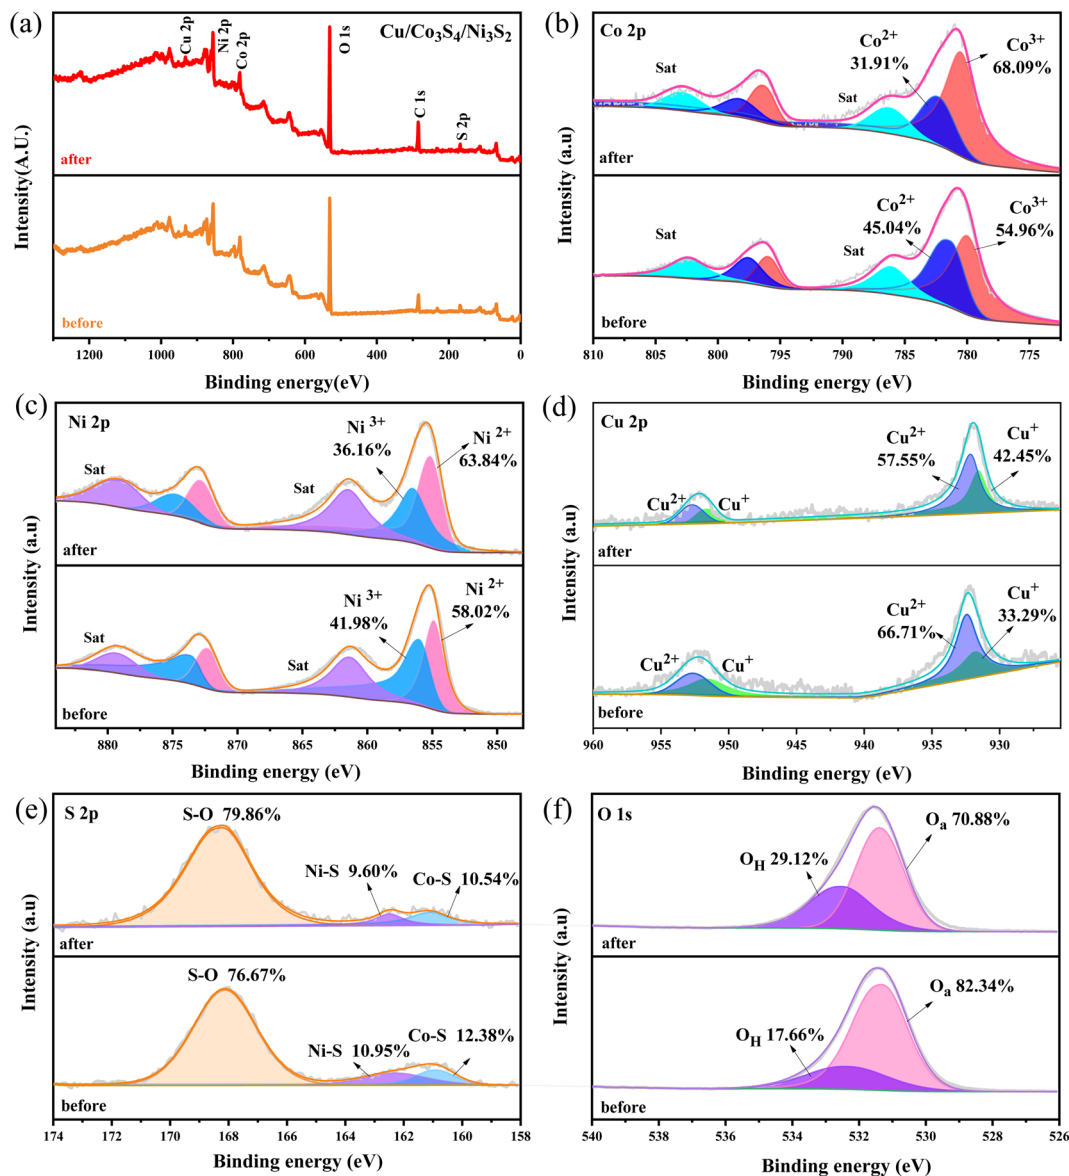 (a)
Cu/Co3S4/Ni3S2
Cu 2p
Ni 2p
Co 2p
O 1s
C 1s
S 2p
after
before
Intensity(A.U.)
1200 1000 800 600 400 200 0
Binding energy(eV)
(b)
Co 2p
Co2+
31.91%
Co3+
68.09%
Sat
Sat
after
Co2+
45.04%
Co3+
54.96%
Sat
Sat
before
Intensity (a.u)
810 805 800 795 790 785 780 775
Binding energy (eV)
(c)
Ni 2p
Ni 3+
36.16%
Ni 2+
63.84%
Sat
Sat
after
Ni 3+
41.98%
Ni 2+
58.02%
Sat
Sat
before
Intensity (a.u)
880 875 870 865 860 855 850
Binding energy (eV)
(d)
Cu 2p
Cu2+
57.55%
Cu+
42.45%
Cu2+
Cu+
after
Cu2+
66.71%
Cu+
33.29%
Cu2+
Cu+
before
Intensity (a.u)
960 955 950 945 940 935 930
Binding energy (eV)
(e)
S 2p
S-O 79.86%
Ni-S 9.60%
Co-S 10.54%
after
S-O 76.67%
Ni-S 10.95%
Co-S 12.38%
before
Intensity (a.u)
174 172 170 168 166 164 162 160 158
Binding energy (eV)
(f)
O 1s
Oa 70.88%
OH 29.12%
after
Oa 82.34%
OH 17.66%
before
Intensity (a.u)
540 538 536 534 532 530 528 526
Binding energy (eV)